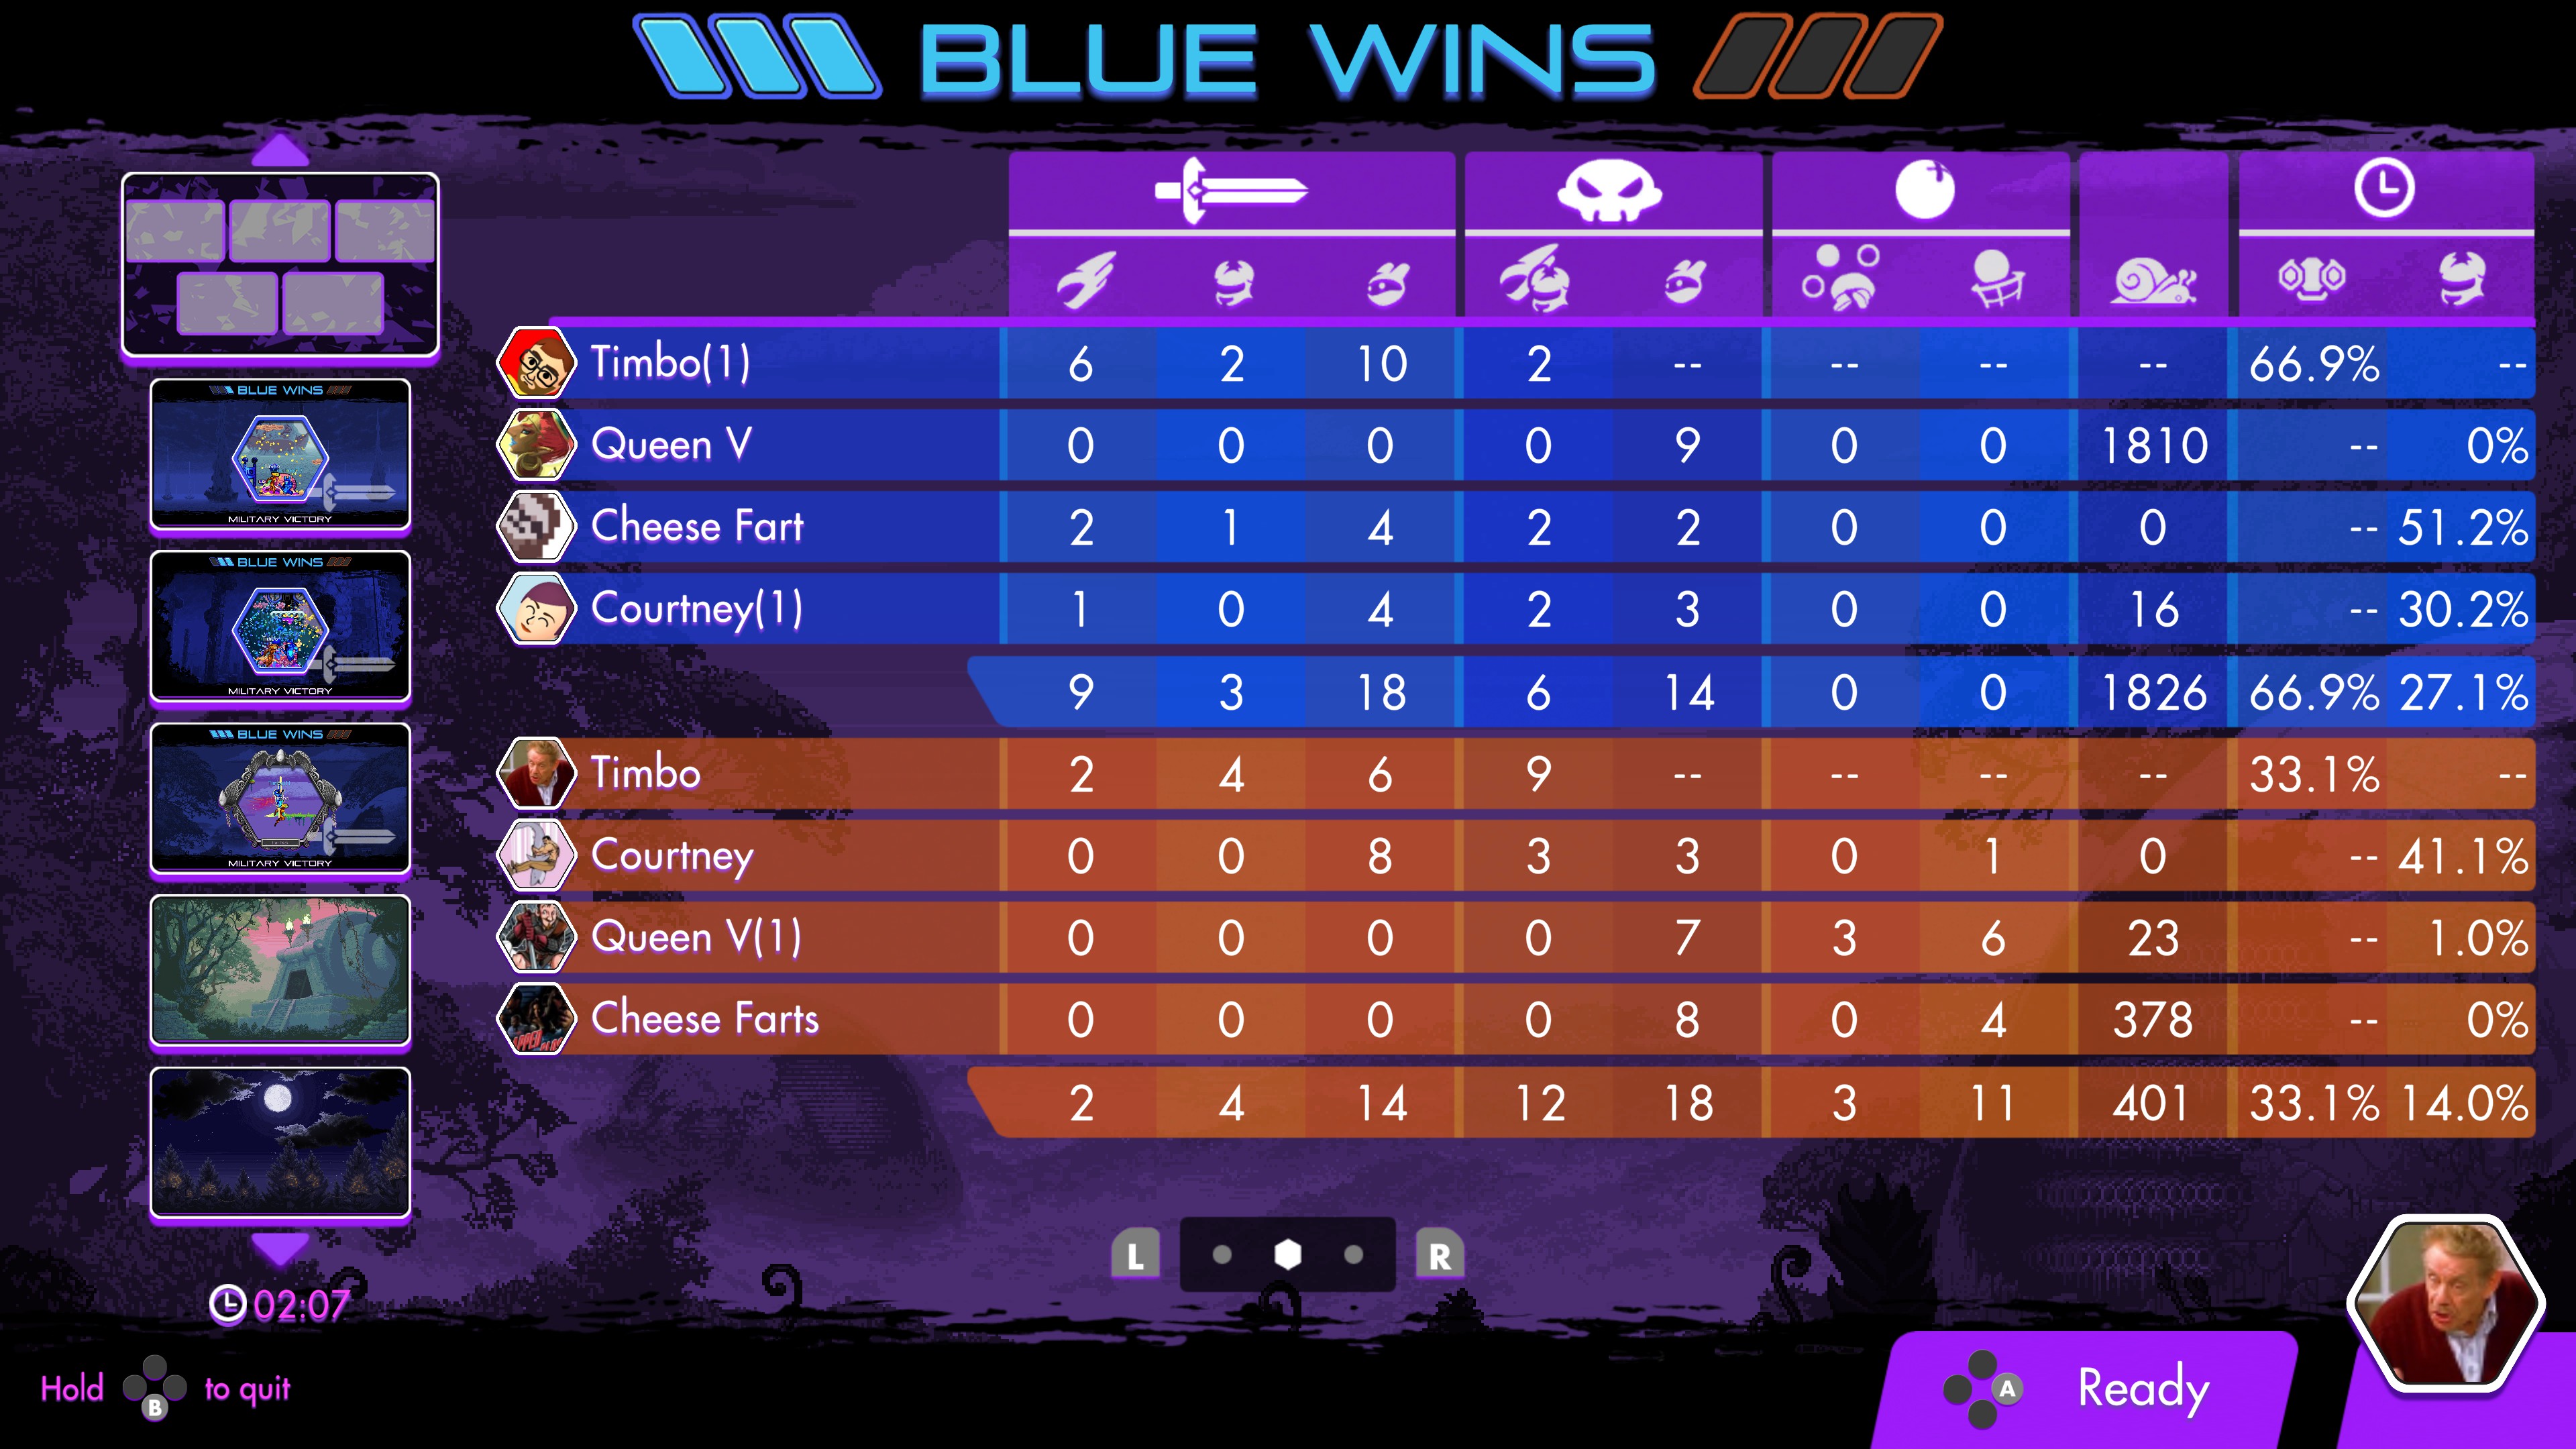 BLUE WINS
BLUE WINS
MILITARY VICTORY
BLUE WINS
MILITARY VICTORY
BLUE WINS
MILITARY VICTORY
Timbo(1) 6 2 10 2 -- -- -- -- 66.9% --
Queen V 0 0 0 0 9 0 0 1810 -- 0%
Cheese Fart 2 1 4 2 2 0 0 0 -- 51.2%
Courtney(1) 1 0 4 2 3 0 0 16 -- 30.2%
9 3 18 6 14 0 0 1826 66.9% 27.1%
Timbo 2 4 6 9 -- -- -- -- 33.1% --
Courtney 0 0 8 3 3 0 1 0 -- 41.1%
Queen V(1) 0 0 0 0 7 3 6 23 -- 1.0%
Cheese Farts 0 0 0 0 8 0 4 378 -- 0%
2 4 14 12 18 3 11 401 33.1% 14.0%
L R
02:07
Hold B to quit
A Ready